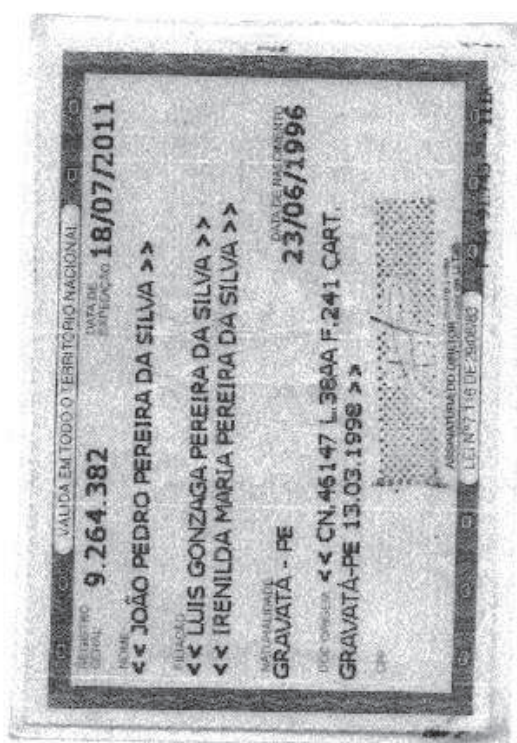 VÁLIDA EM TODO O TERRITÓRIO NACIONAL
REGISTRO GERAL 9.264.382 DATA DE EXPEDIÇÃO 18/07/2011
NOME
<< JOÃO PEDRO PEREIRA DA SILVA >>
FILIAÇÃO
<< LUIS GONZAGA PEREIRA DA SILVA >>
<< IRENILDA MARIA PEREIRA DA SILVA >>
NATURALIDADE DATA DE NASCIMENTO
GRAVATÁ - PE 23/06/1996
DOC ORIGEM << CN.46147 L.38AA F.241 CART.
GRAVATÁ-PE 13.03.1998 >>
CPF
ASSINATURA DO DIRETOR
LEI Nº 7.116 DE 29/08/83